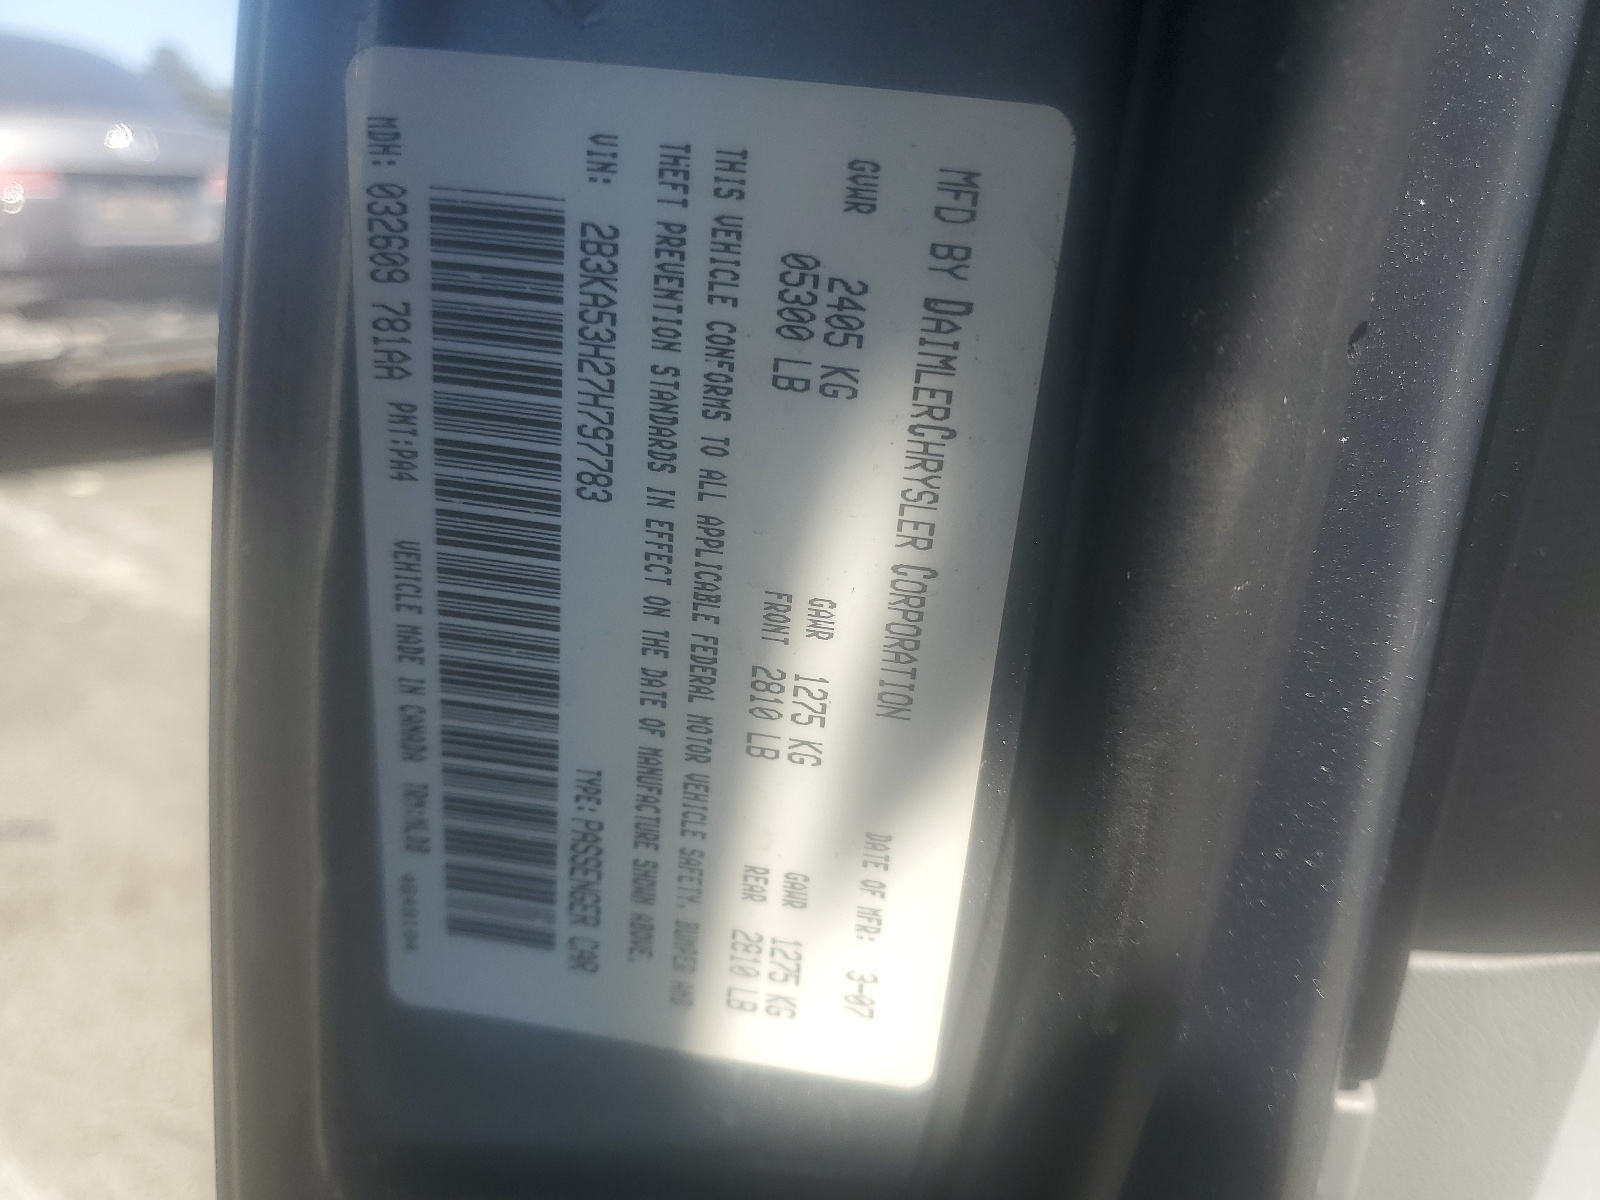 MFD BY DAIMLERCHRYSLER CORPORATION
DATE OF MFR: 3-07
GVWR 2405 KG
05300 LB
GAWR 1275 KG
FRONT 2810 LB
GAWR 1275 KG
REAR 2810 LB
THIS VEHICLE CONFORMS TO ALL APPLICABLE FEDERAL MOTOR VEHICLE SAFETY, BUMPER AND
THEFT PREVENTION STANDARDS IN EFFECT ON THE DATE OF MANUFACTURE SHOWN ABOVE.
VIN: 2B3KA53H27H797783
TYPE: PASSENGER CAR
MDH: 032609 781AA PNT:PA4 VEHICLE MADE IN CANADA